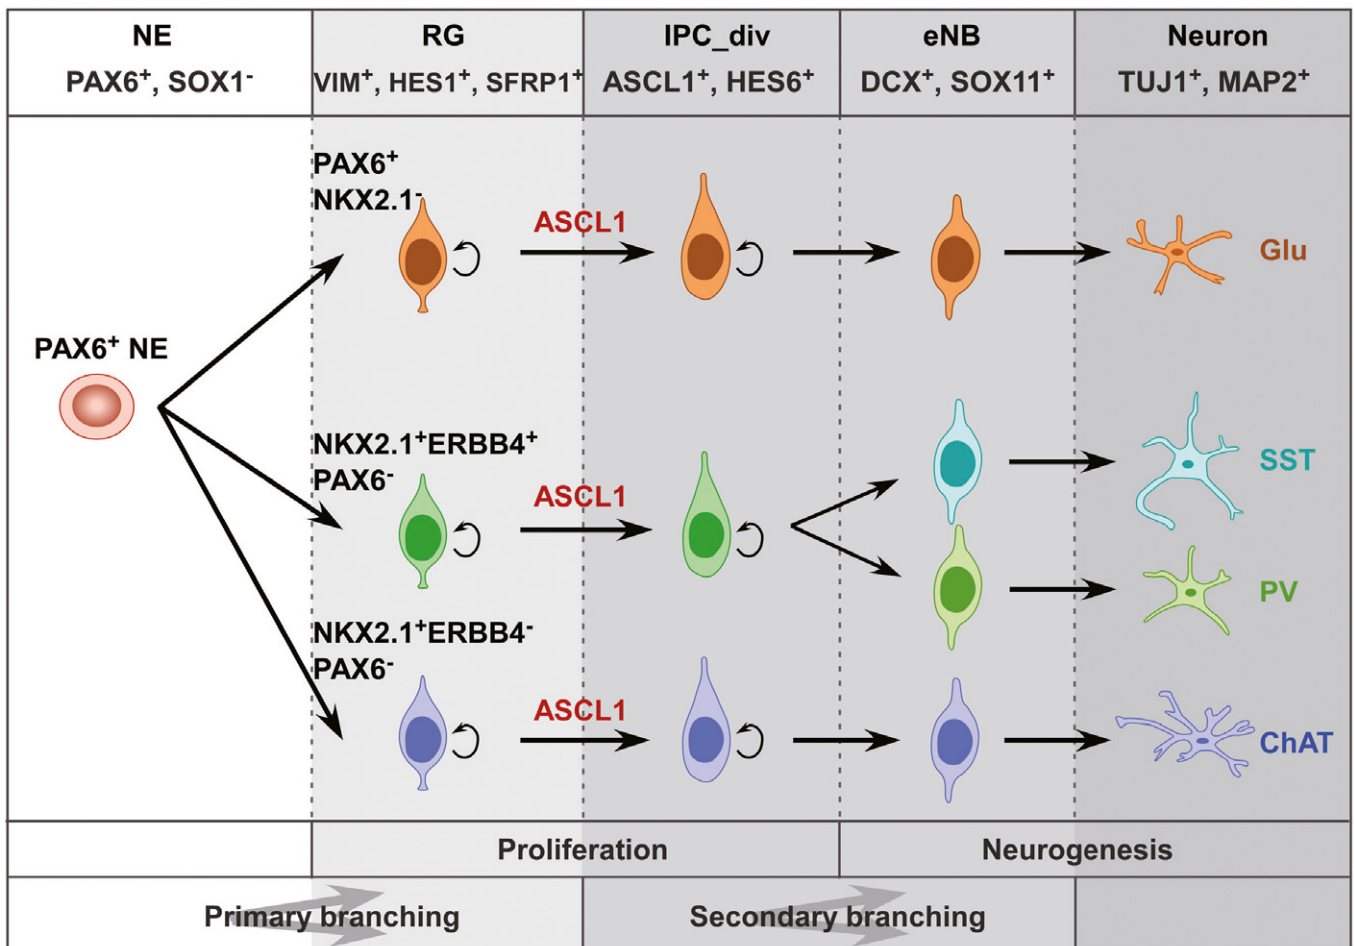 NE
RG
IPC_div
eNB
Neuron
PAX6⁺, SOX1⁻
VIM⁺, HES1⁺, SFRP1⁺
ASCL1⁺, HES6⁺
DCX⁺, SOX11⁺
TUJ1⁺, MAP2⁺
PAX6⁺
NKX2.1⁻
ASCL1
Glu
PAX6⁺ NE
NKX2.1⁺ERBB4⁺
PAX6⁻
ASCL1
SST
PV
NKX2.1⁺ERBB4⁻
PAX6⁻
ASCL1
ChAT
Proliferation
Neurogenesis
Primary branching
Secondary branching